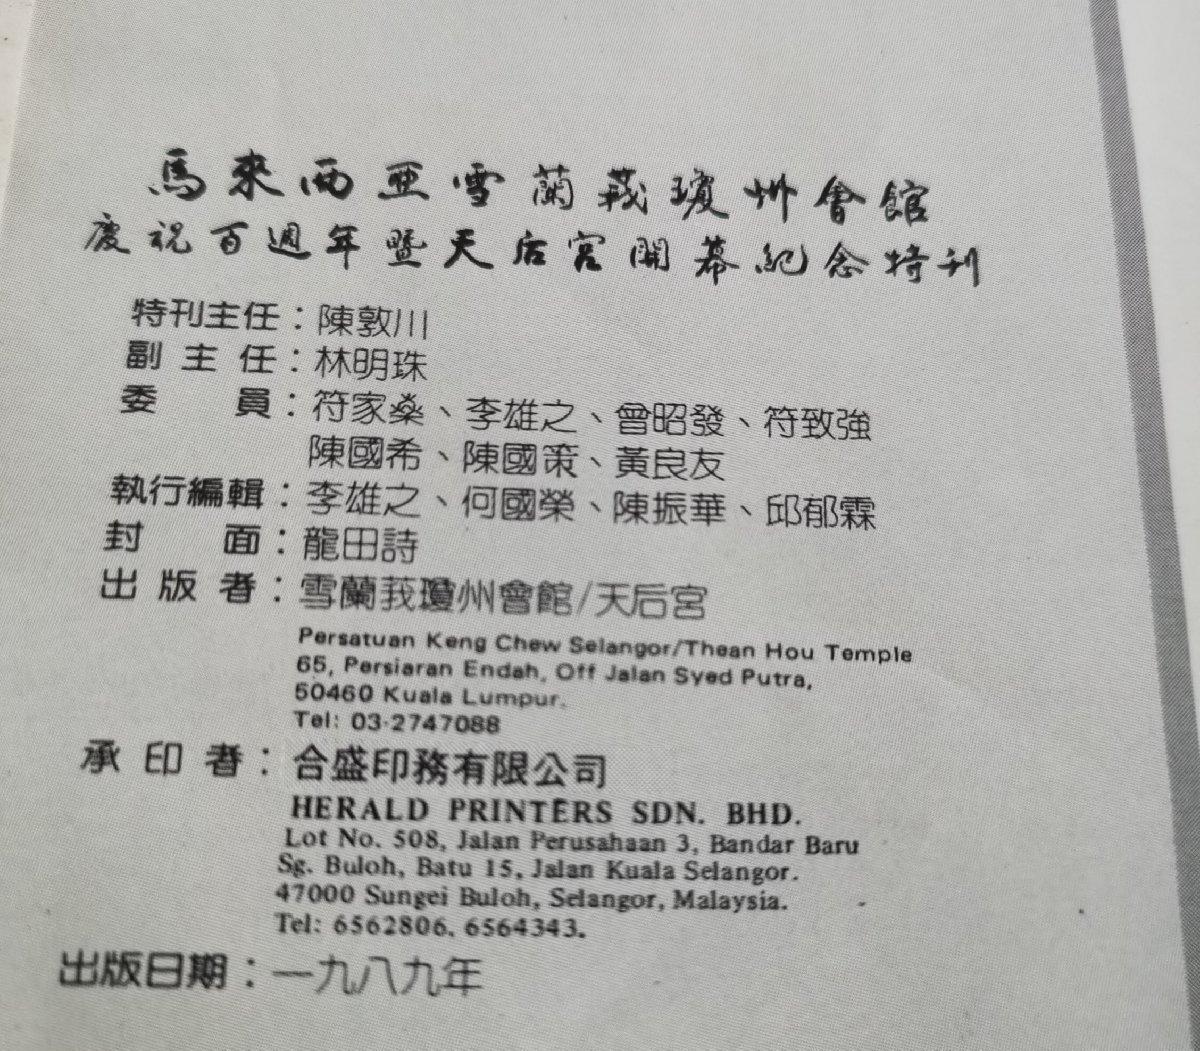 馬來西亞雪蘭莪瓊州會館
慶祝百週年暨天后宮開幕紀念特刊
特刊主任：陳敦川
副主任：林明珠
委員：符家燊、李雄之、曾昭發、符致強
陳國希、陳國策、黃良友
執行編輯：李雄之、何國榮、陳振華、邱郁霖
封面：龍田詩
出版者：雪蘭莪瓊州會館/天后宮
Persatuan Keng Chew Selangor/Thean Hou Temple
65, Persiaran Endah, Off Jalan Syed Putra,
50460 Kuala Lumpur.
Tel: 03-2747088
承印者：合盛印務有限公司
HERALD PRINTERS SDN. BHD.
Lot No. 508, Jalan Perusahaan 3, Bandar Baru
Sg. Buloh, Batu 15, Jalan Kuala Selangor.
47000 Sungei Buloh, Selangor, Malaysia.
Tel: 6562806, 6564343.
出版日期：一九八九年